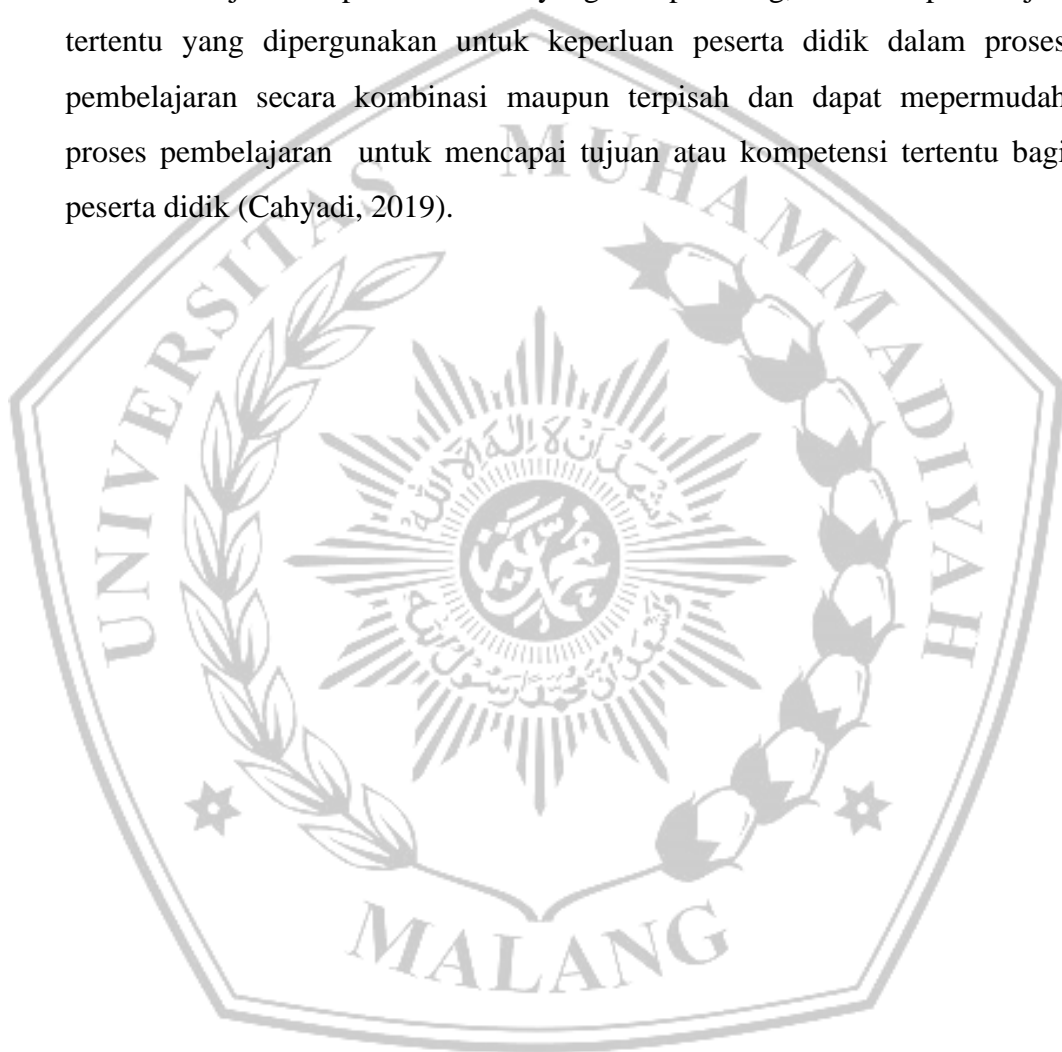 tertentu yang dipergunakan untuk keperluan peserta didik dalam proses
pembelajaran secara kombinasi maupun terpisah dan dapat mepermudah
proses pembelajaran untuk mencapai tujuan atau kompetensi tertentu bagi
peserta didik (Cahyadi, 2019).
UNIVERSITAS MUHAMMADIYAH
MALANG